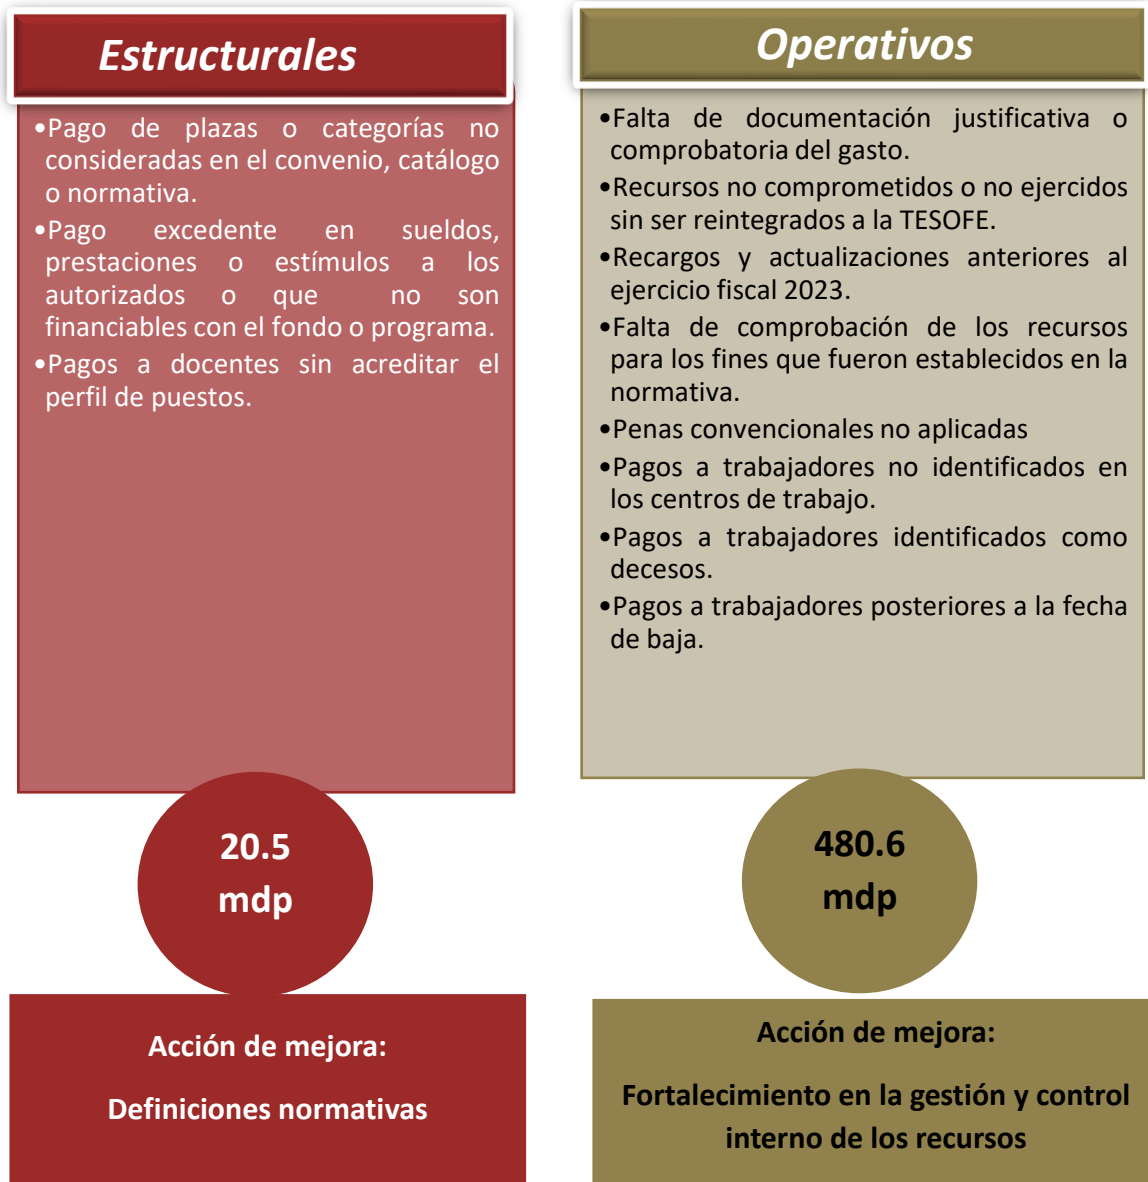 Estructurales
•Pago de plazas o categorías no
consideradas en el convenio, catálogo
o normativa.
•Pago excedente en sueldos,
prestaciones o estímulos a los
autorizados o que no son
financiables con el fondo o programa.
•Pagos a docentes sin acreditar el
perfil de puestos.
20.5
mdp
Acción de mejora:
Definiciones normativas
Operativos
•Falta de documentación justificativa o
comprobatoria del gasto.
•Recursos no comprometidos o no ejercidos
sin ser reintegrados a la TESOFE.
•Recargos y actualizaciones anteriores al
ejercicio fiscal 2023.
•Falta de comprobación de los recursos
para los fines que fueron establecidos en la
normativa.
•Penas convencionales no aplicadas
•Pagos a trabajadores no identificados en
los centros de trabajo.
•Pagos a trabajadores identificados como
decesos.
•Pagos a trabajadores posteriores a la fecha
de baja.
480.6
mdp
Acción de mejora:
Fortalecimiento en la gestión y control
interno de los recursos